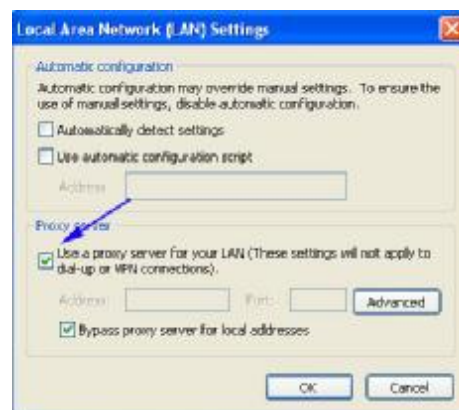 Local Area Network (LAN) Settings
Automatic configuration
Automatic configuration may override manual settings. To ensure the
use of manual settings, disable automatic configuration.
Automatically detect settings
Use automatic configuration script
Address
Proxy server
Use a proxy server for your LAN (These settings will not apply to
dial-up or VPN connections).
Address:
Port:
Advanced
Bypass proxy server for local addresses
OK
Cancel